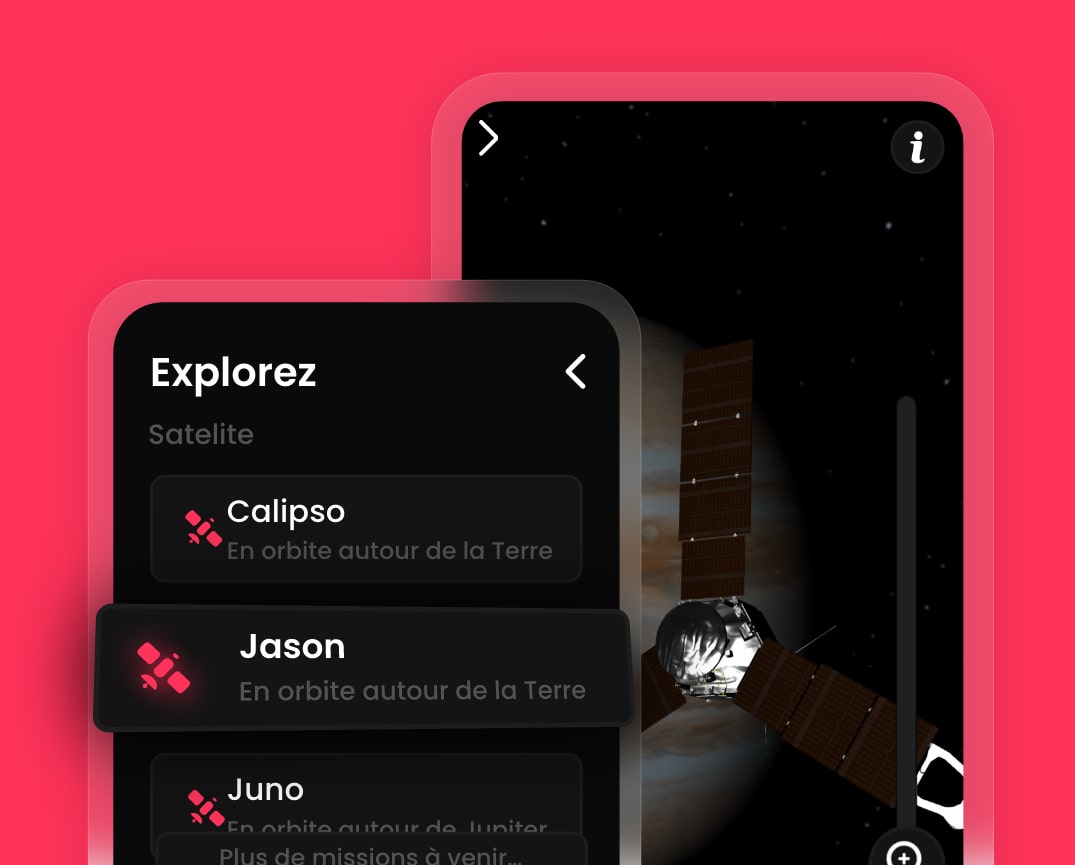 Explorez
Satelite
Calipso
En orbite autour de la Terre
Jason
En orbite autour de la Terre
Juno
En orbite autour de Jupiter
Plus de missions à venir...